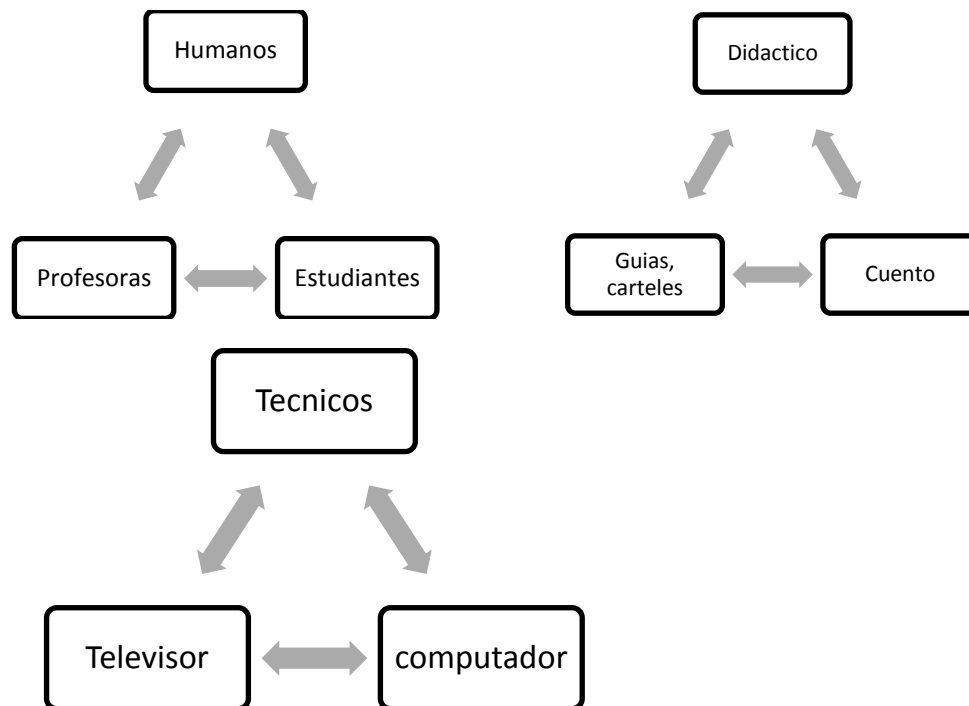 Humanos
Profesoras
Estudiantes
Didactico
Guias,
carteles
Cuento
Tecnicos
Televisor
computador